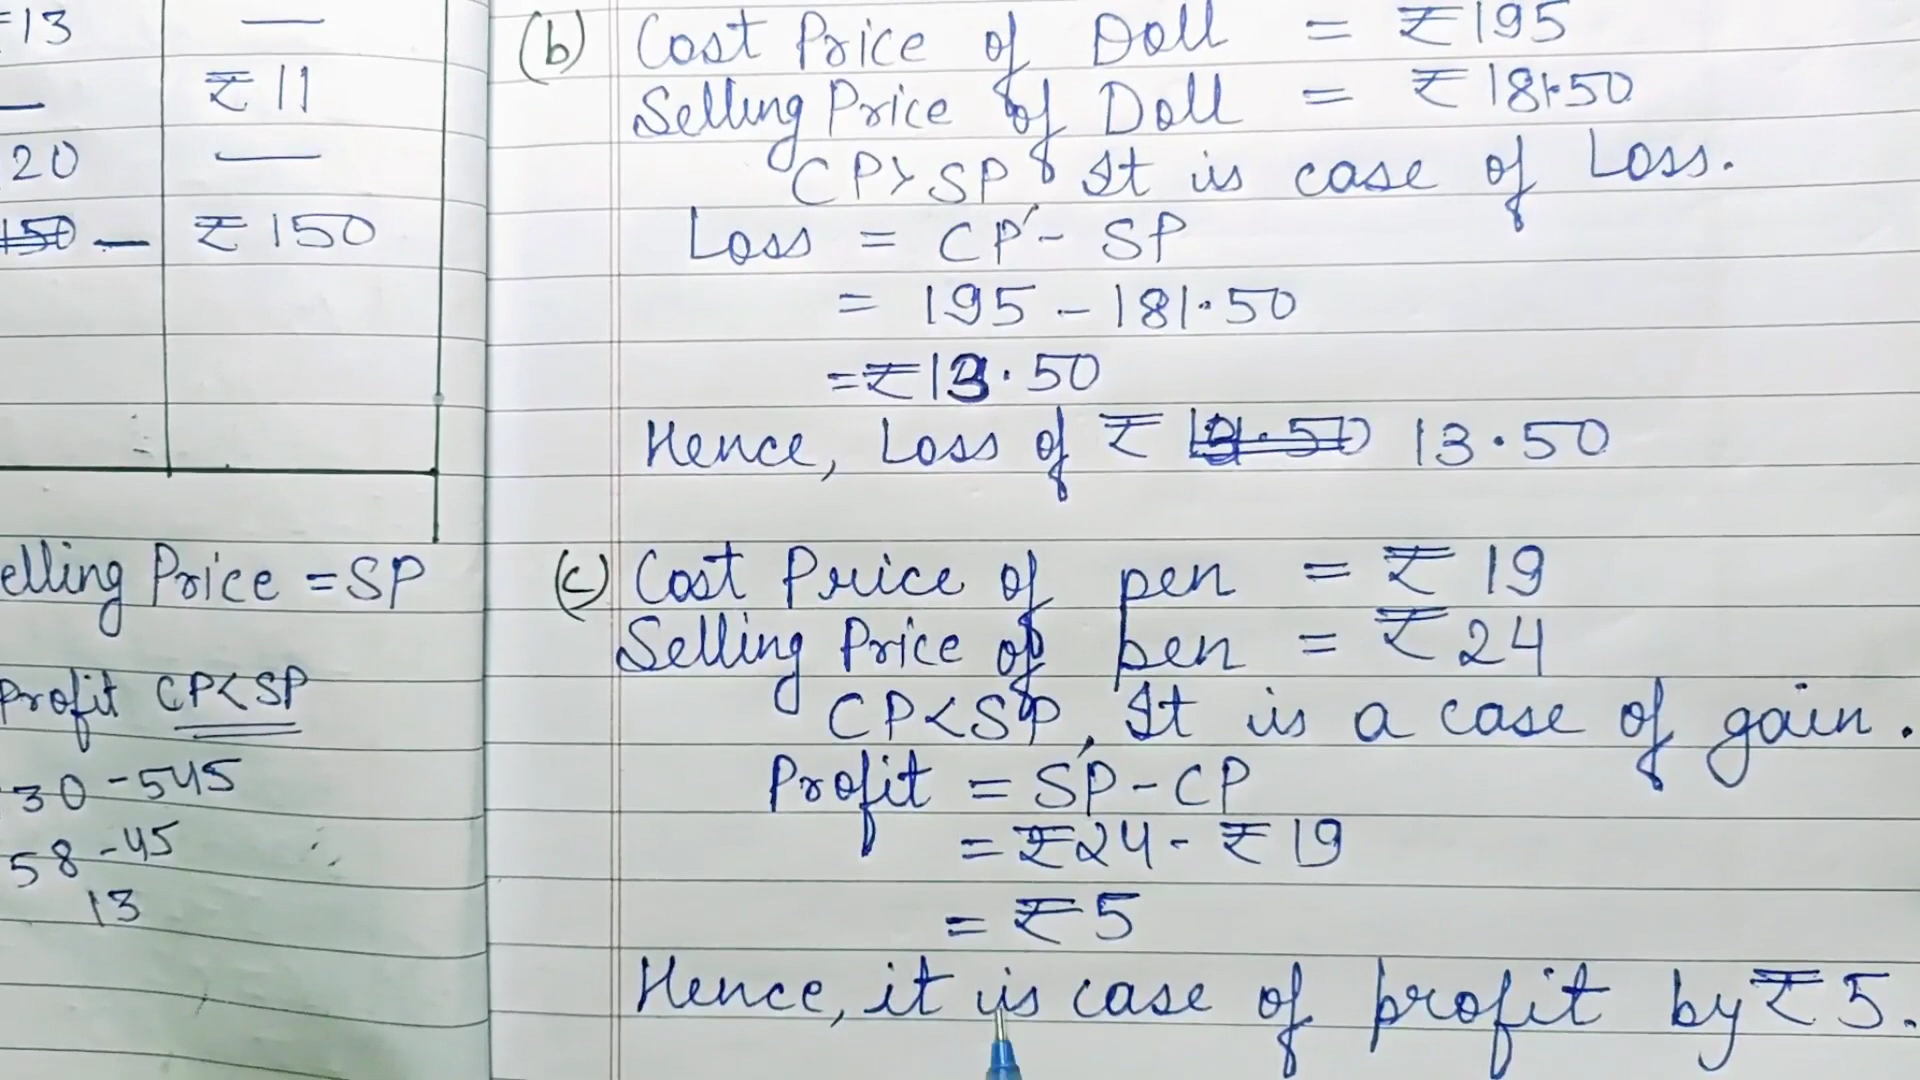 13 —
— ₹ 11
20 —
150 — ₹ 150
elling Price = SP
Profit CP<SP
30 - 545
58 - 45
13
(b) Cost Price of Doll = ₹195
Selling Price of Doll = ₹ 181.50
CP>SP It is case of Loss.
Loss = CP - SP
= 195 - 181.50
= ₹13.50
Hence, Loss of ₹ 13.50
(c) Cost Price of pen = ₹ 19
Selling Price of pen = ₹ 24
CP<SP, It is a case of gain.
Profit = SP - CP
= ₹24 - ₹19
= ₹5
Hence, it is case of profit by ₹5.